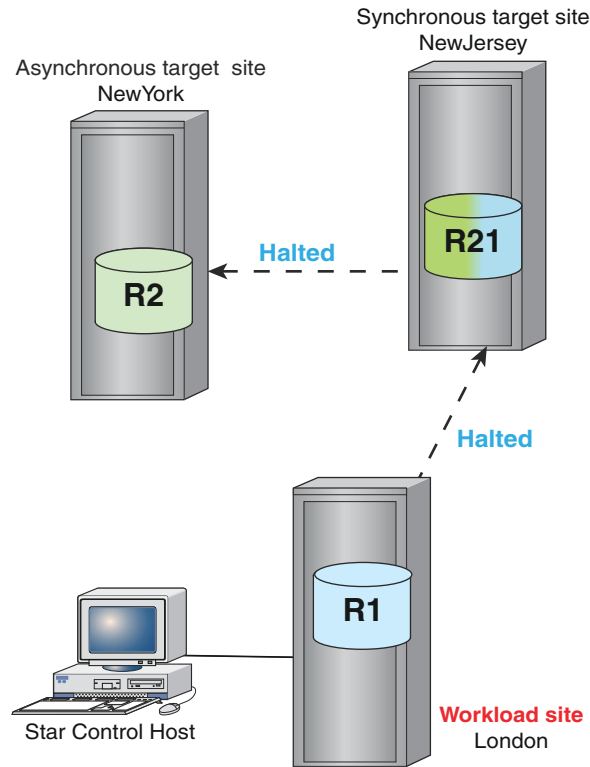 Synchronous target site
NewJersey
Asynchronous target site
NewYork
R21
Halted
R2
Halted
R1
Star Control Host
Workload site
London